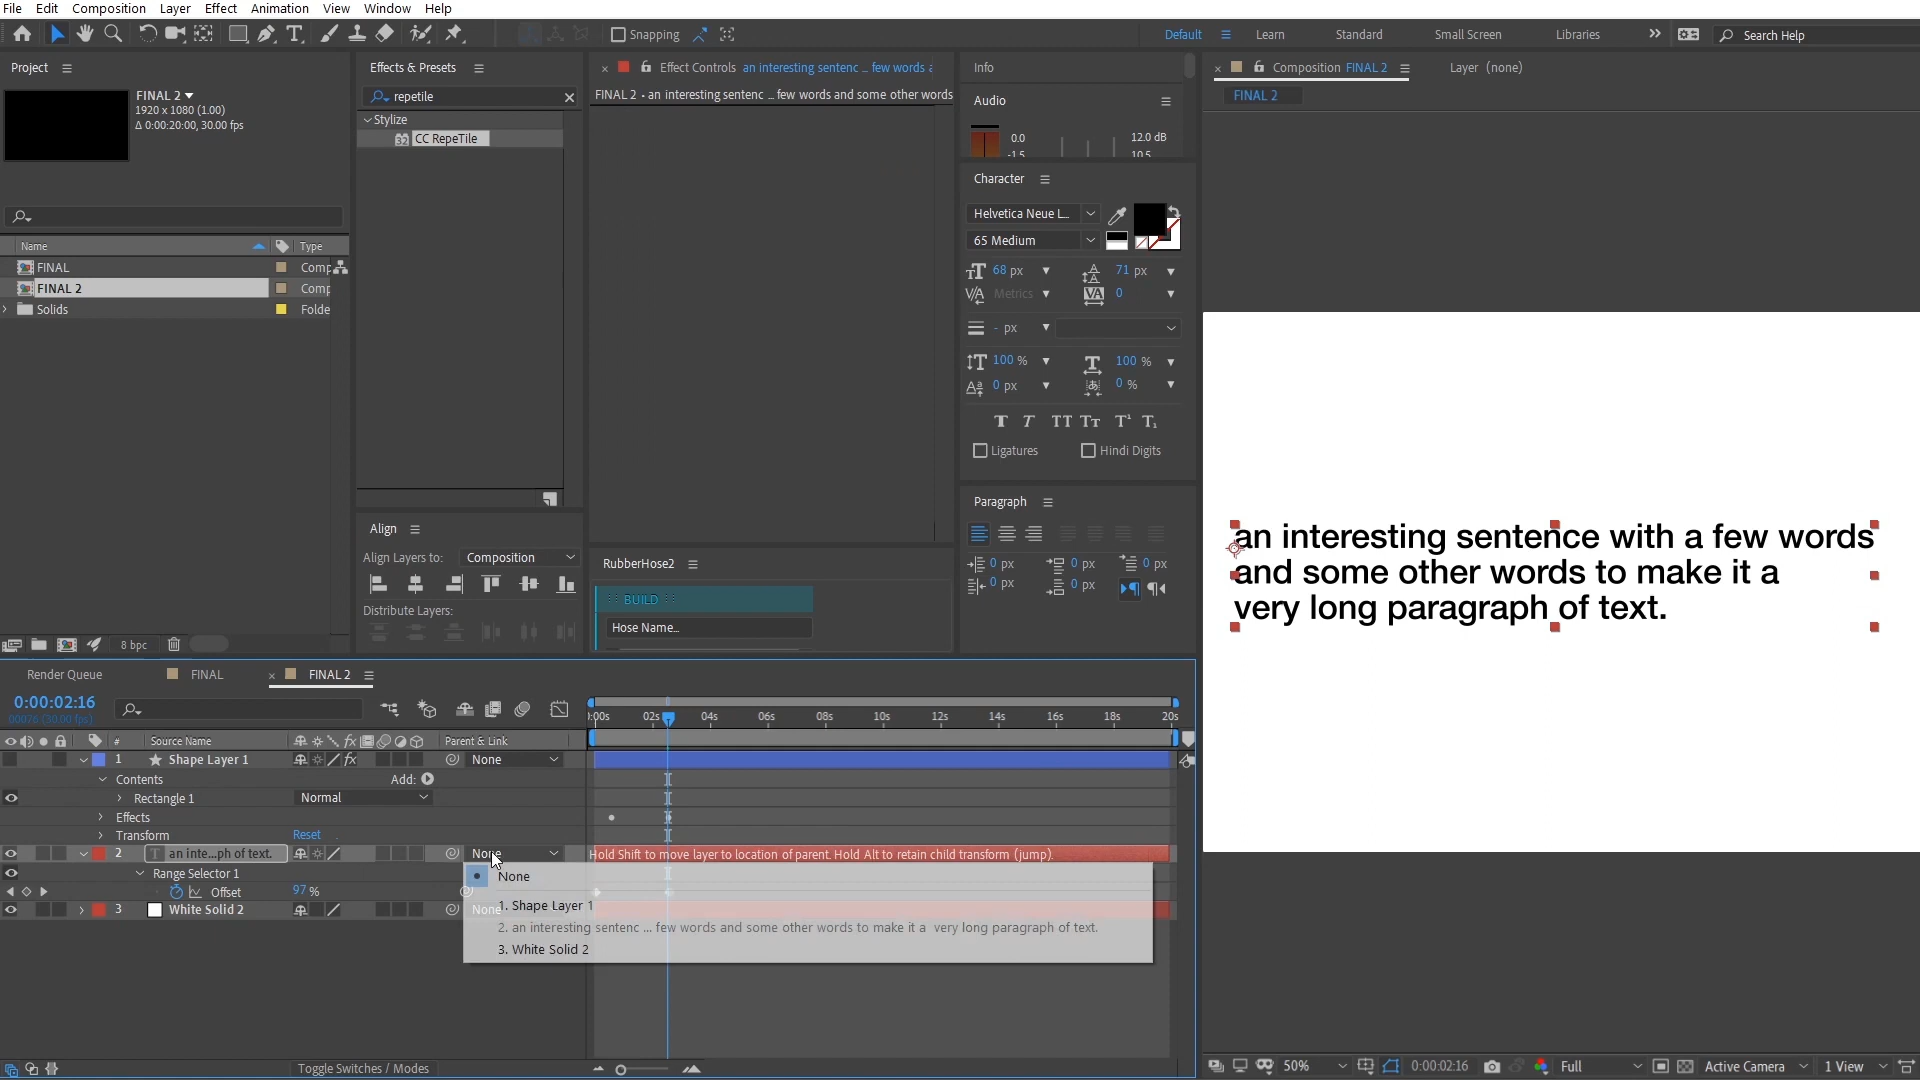 File Edit Composition Layer Effect Animation View Window Help
Snapping Default Learn Standard Small Screen Libraries Search Help
Project
FINAL 2
1920 x 1080 (1.00)
Δ 0:00:20:00, 30.00 fps
Name Type
FINAL Comp
FINAL 2 Comp
Solids Folde
8 bpc
Effects & Presets
repetile
Stylize
32 CC RepeTile
Align
Align Layers to: Composition
Distribute Layers:
Effect Controls an interesting sentenc ... few words a
FINAL 2 • an interesting sentenc ... few words and some other words
RubberHose2
BUILD
Hose Name...
Info
Audio
0.0 12.0 dB
-1.5 10.5
Character
Helvetica Neue L...
65 Medium
68 px 71 px
Metrics 0
- px
100 % 100 %
0 px 0 %
Ligatures Hindi Digits
Paragraph
0 px 0 px 0 px
0 px 0 px
Composition FINAL 2 Layer (none)
FINAL 2
an interesting sentence with a few words
and some other words to make it a
very long paragraph of text.
50% 0:00:02:16 Full Active Camera 1 View
Render Queue FINAL FINAL 2
0:00:02:16
00076 (30.00 fps)
):00s 02s 04s 06s 08s 10s 12s 14s 16s 18s 20s
# Source Name Parent & Link
1 Shape Layer 1 None
Contents Add:
Rectangle 1 Normal
Effects
Transform Reset
2 an inte...ph of text. None Hold Shift to move layer to location of parent. Hold Alt to retain child transform (jump).
Range Selector 1
Offset 97 %
3 White Solid 2 None
None
1. Shape Layer 1
2. an interesting sentenc ... few words and some other words to make it a very long paragraph of text.
3. White Solid 2
Toggle Switches / Modes